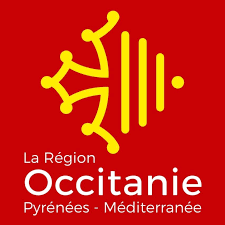 La Région
Occitanie
Pyrénées - Méditerranée